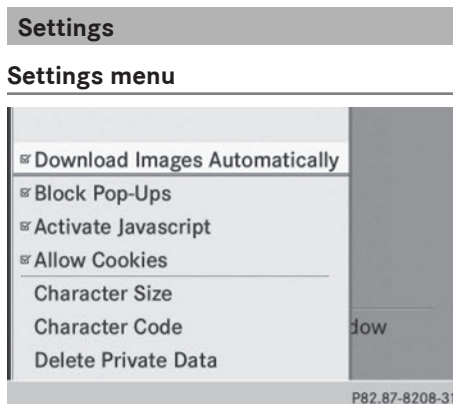 Settings
Settings menu
Download Images Automatically
Block Pop-Ups
Activate Javascript
Allow Cookies
Character Size
Character Code
dow
Delete Private Data
P82.87-8208-31